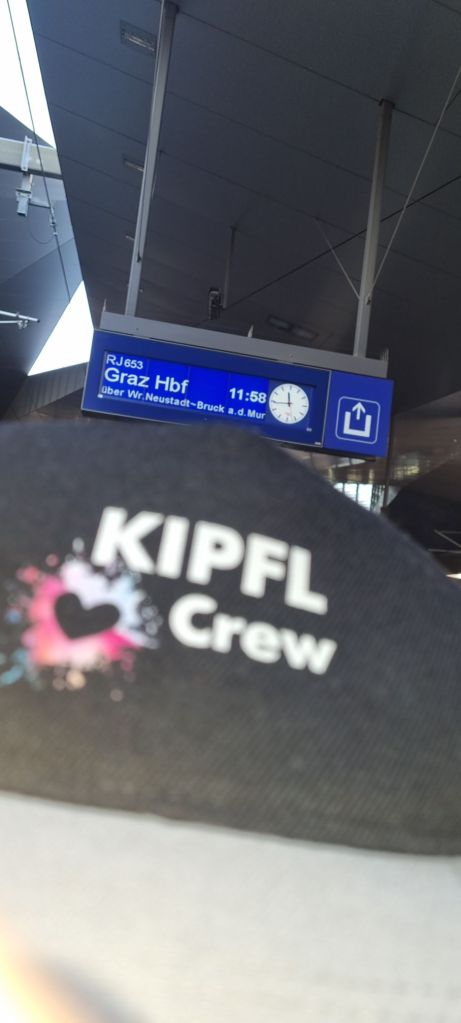 RJ 653
Graz Hbf
11:58
über Wr.Neustadt~Bruck a.d.Mur
KIPFL
Crew